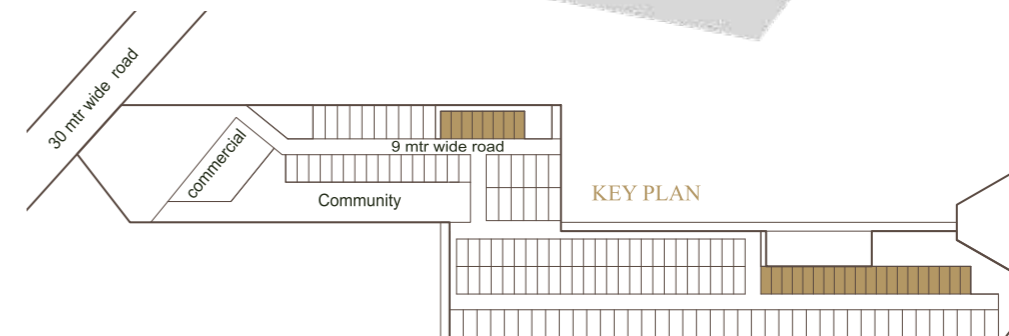 30 mtr wide road
commercial
9 mtr wide road
Community
KEY PLAN